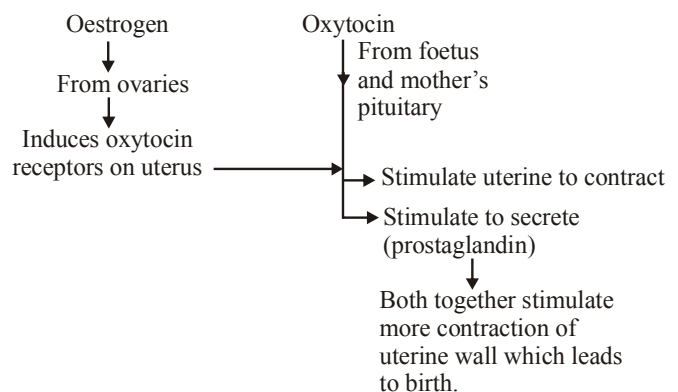 Oestrogen
From ovaries
Induces oxytocin
receptors on uterus
Oxytocin
From foetus
and mother's
pituitary
Stimulate uterine to contract
Stimulate to secrete
(prostaglandin)
Both together stimulate
more contraction of
uterine wall which leads
to birth.